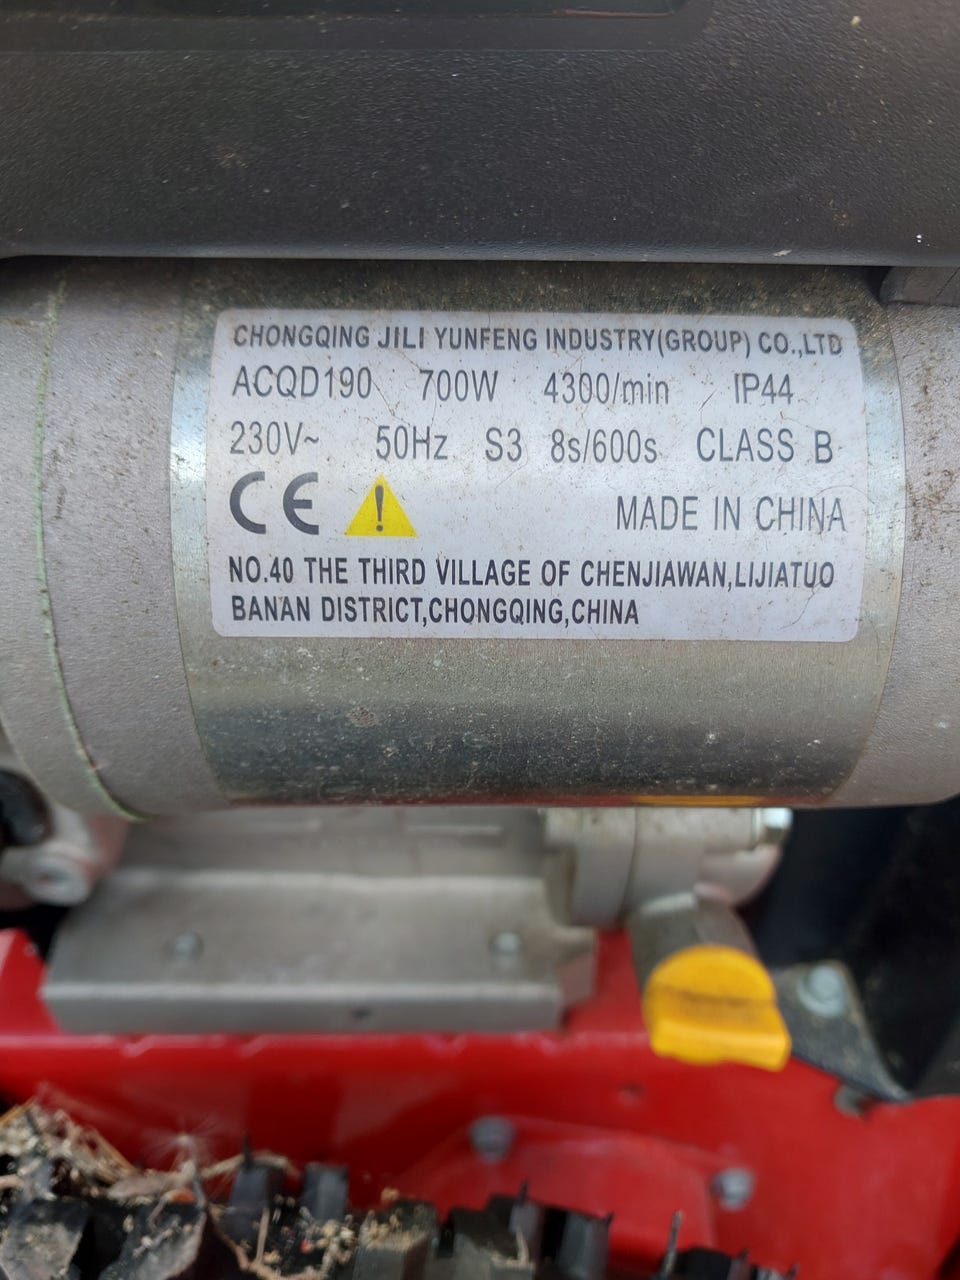 CHONGQING JILI YUNFENG INDUSTRY(GROUP) CO.,LTD
ACQD190 700W 4300/min IP44
230V~ 50Hz S3 8s/600s CLASS B
CE MADE IN CHINA
NO.40 THE THIRD VILLAGE OF CHENJIAWAN,LIJIATUO
BANAN DISTRICT,CHONGQING,CHINA